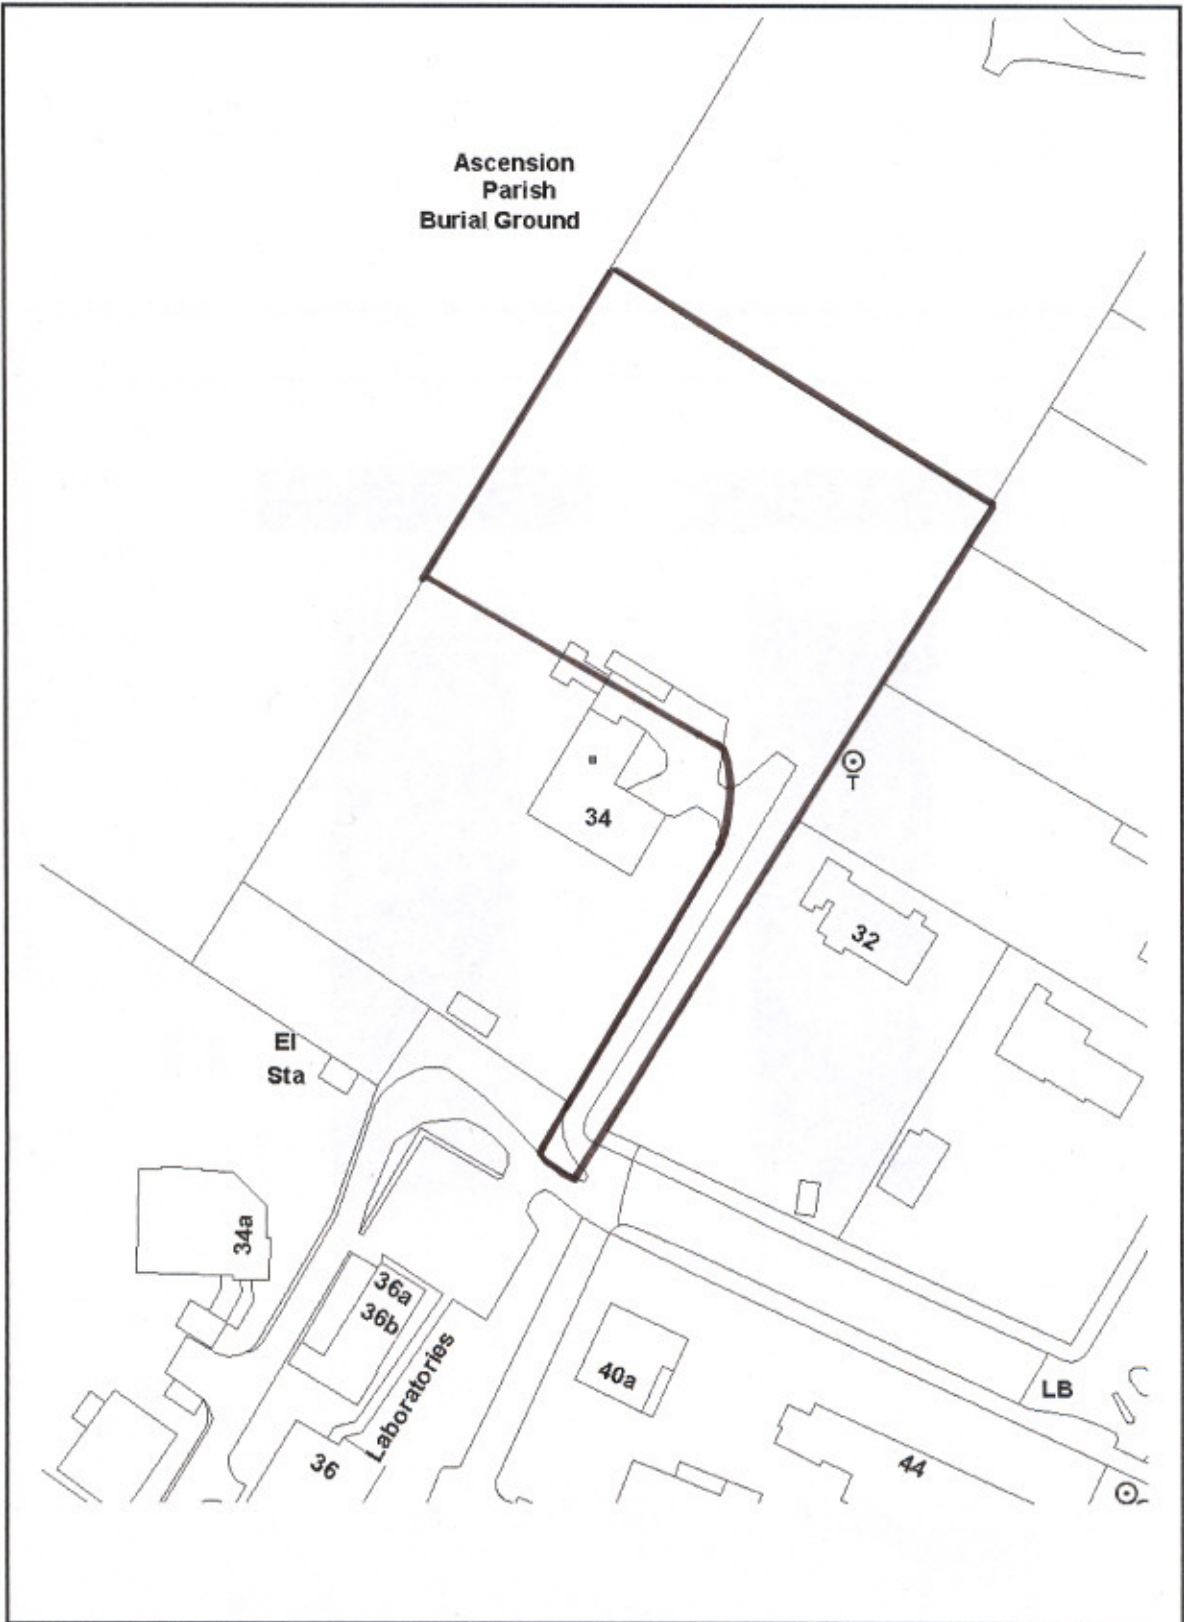 Ascension
Parish
Burial Ground
34
T
32
El
Sta
34a
36a
36b
Laboratories
40a
36
LB
44